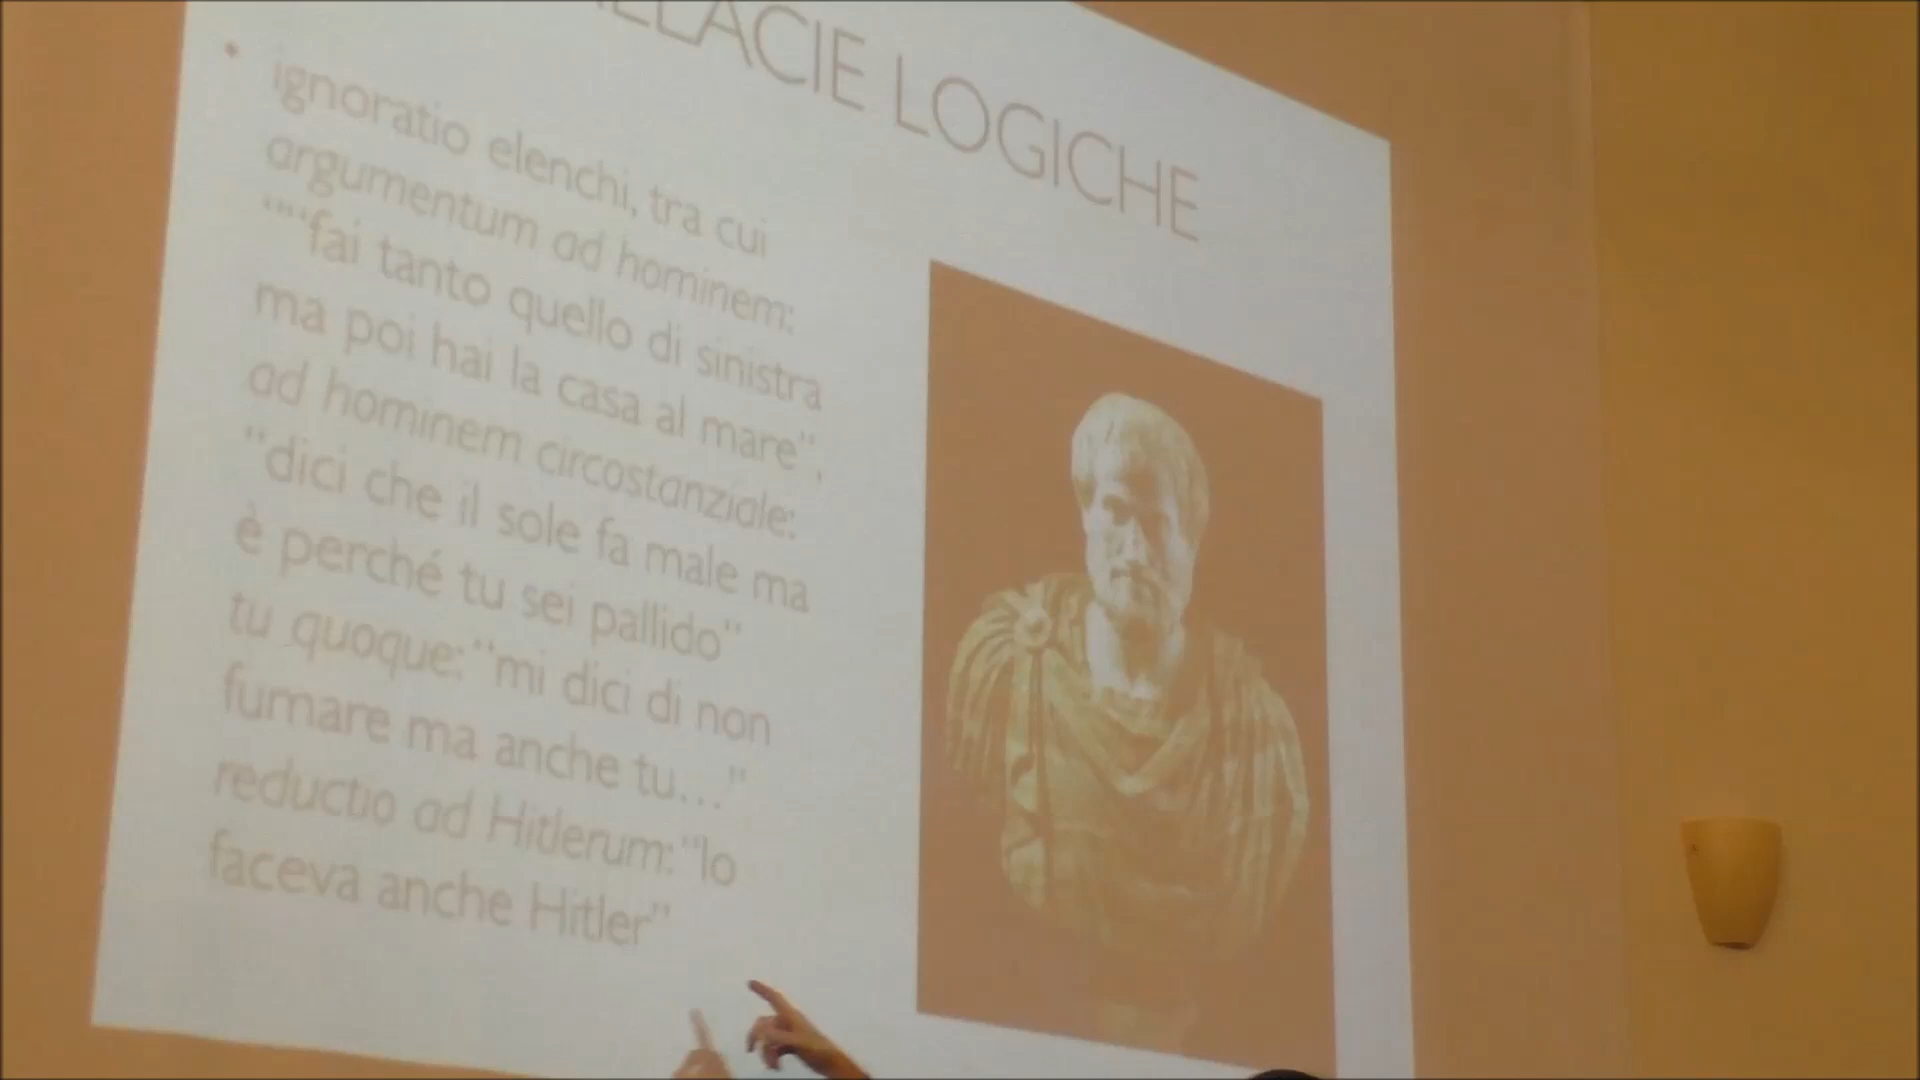 LLACIE LOGICHE
• ignoratio elenchi, tra cui
argumentum ad hominem:
""fai tanto quello di sinistra
ma poi hai la casa al mare",
ad hominem circostanziale:
"dici che il sole fa male ma
è perché tu sei pallido"
tu quoque: "mi dici di non
fumare ma anche tu…"
reductio ad Hitlerum: "lo
faceva anche Hitler"